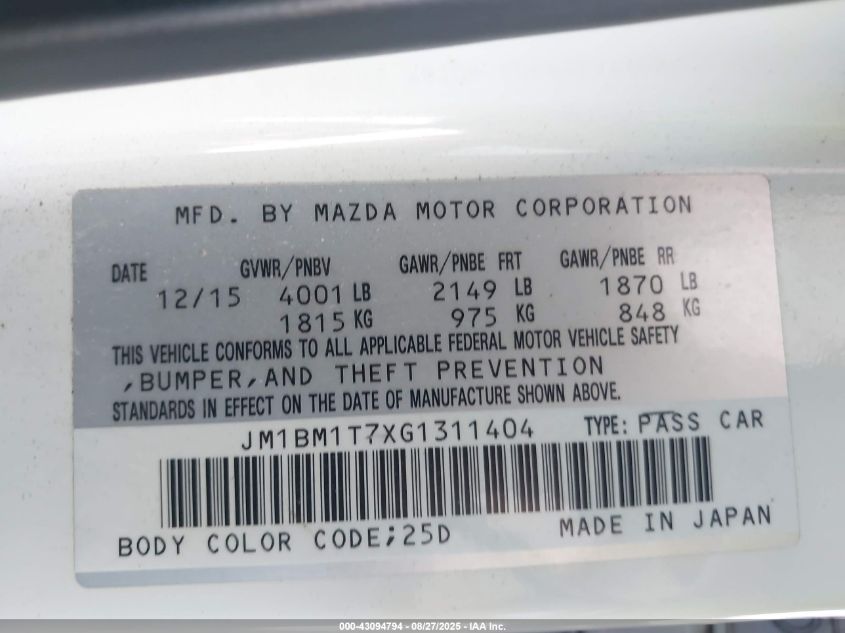 MFD. BY MAZDA MOTOR CORPORATION
DATE GVWR/PNBV GAWR/PNBE FRT GAWR/PNBE RR
12/15 4001 LB 2149 LB 1870 LB
1815 KG 975 KG 848 KG
THIS VEHICLE CONFORMS TO ALL APPLICABLE FEDERAL MOTOR VEHICLE SAFETY
,BUMPER,AND THEFT PREVENTION
STANDARDS IN EFFECT ON THE DATE OF MANUFACTURE SHOWN ABOVE.
JM1BM1T7XG1311404 TYPE: PASS CAR
BODY COLOR CODE;25D MADE IN JAPAN
000-43094794 - 08/27/2025 - IAA Inc.